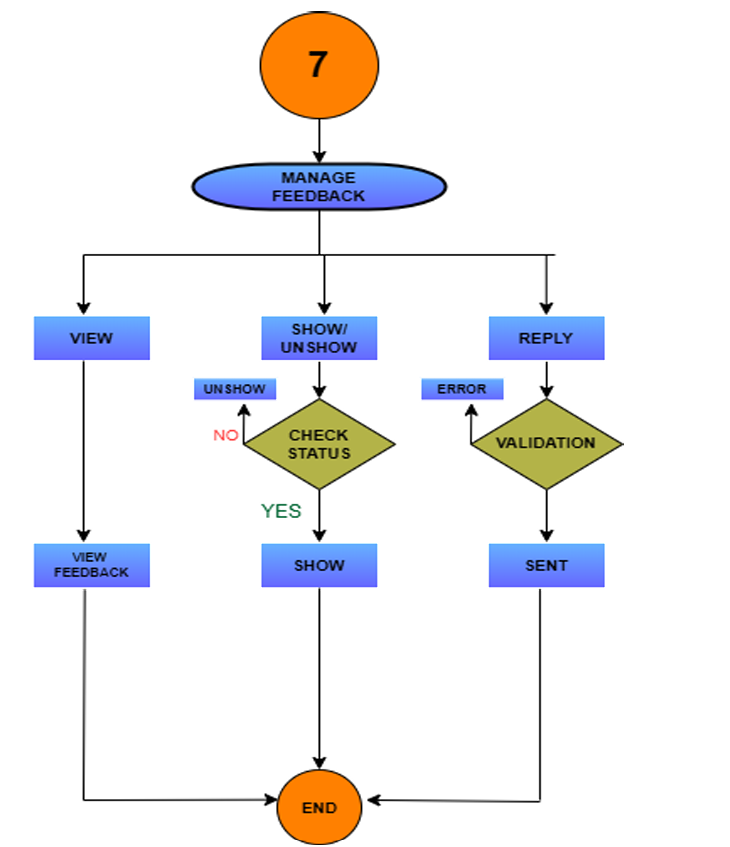 7
MANAGE
FEEDBACK
VIEW
SHOW/
UNSHOW
REPLY
UNSHOW
ERROR
NO
CHECK
STATUS
VALIDATION
YES
VIEW
FEEDBACK
SHOW
SENT
END